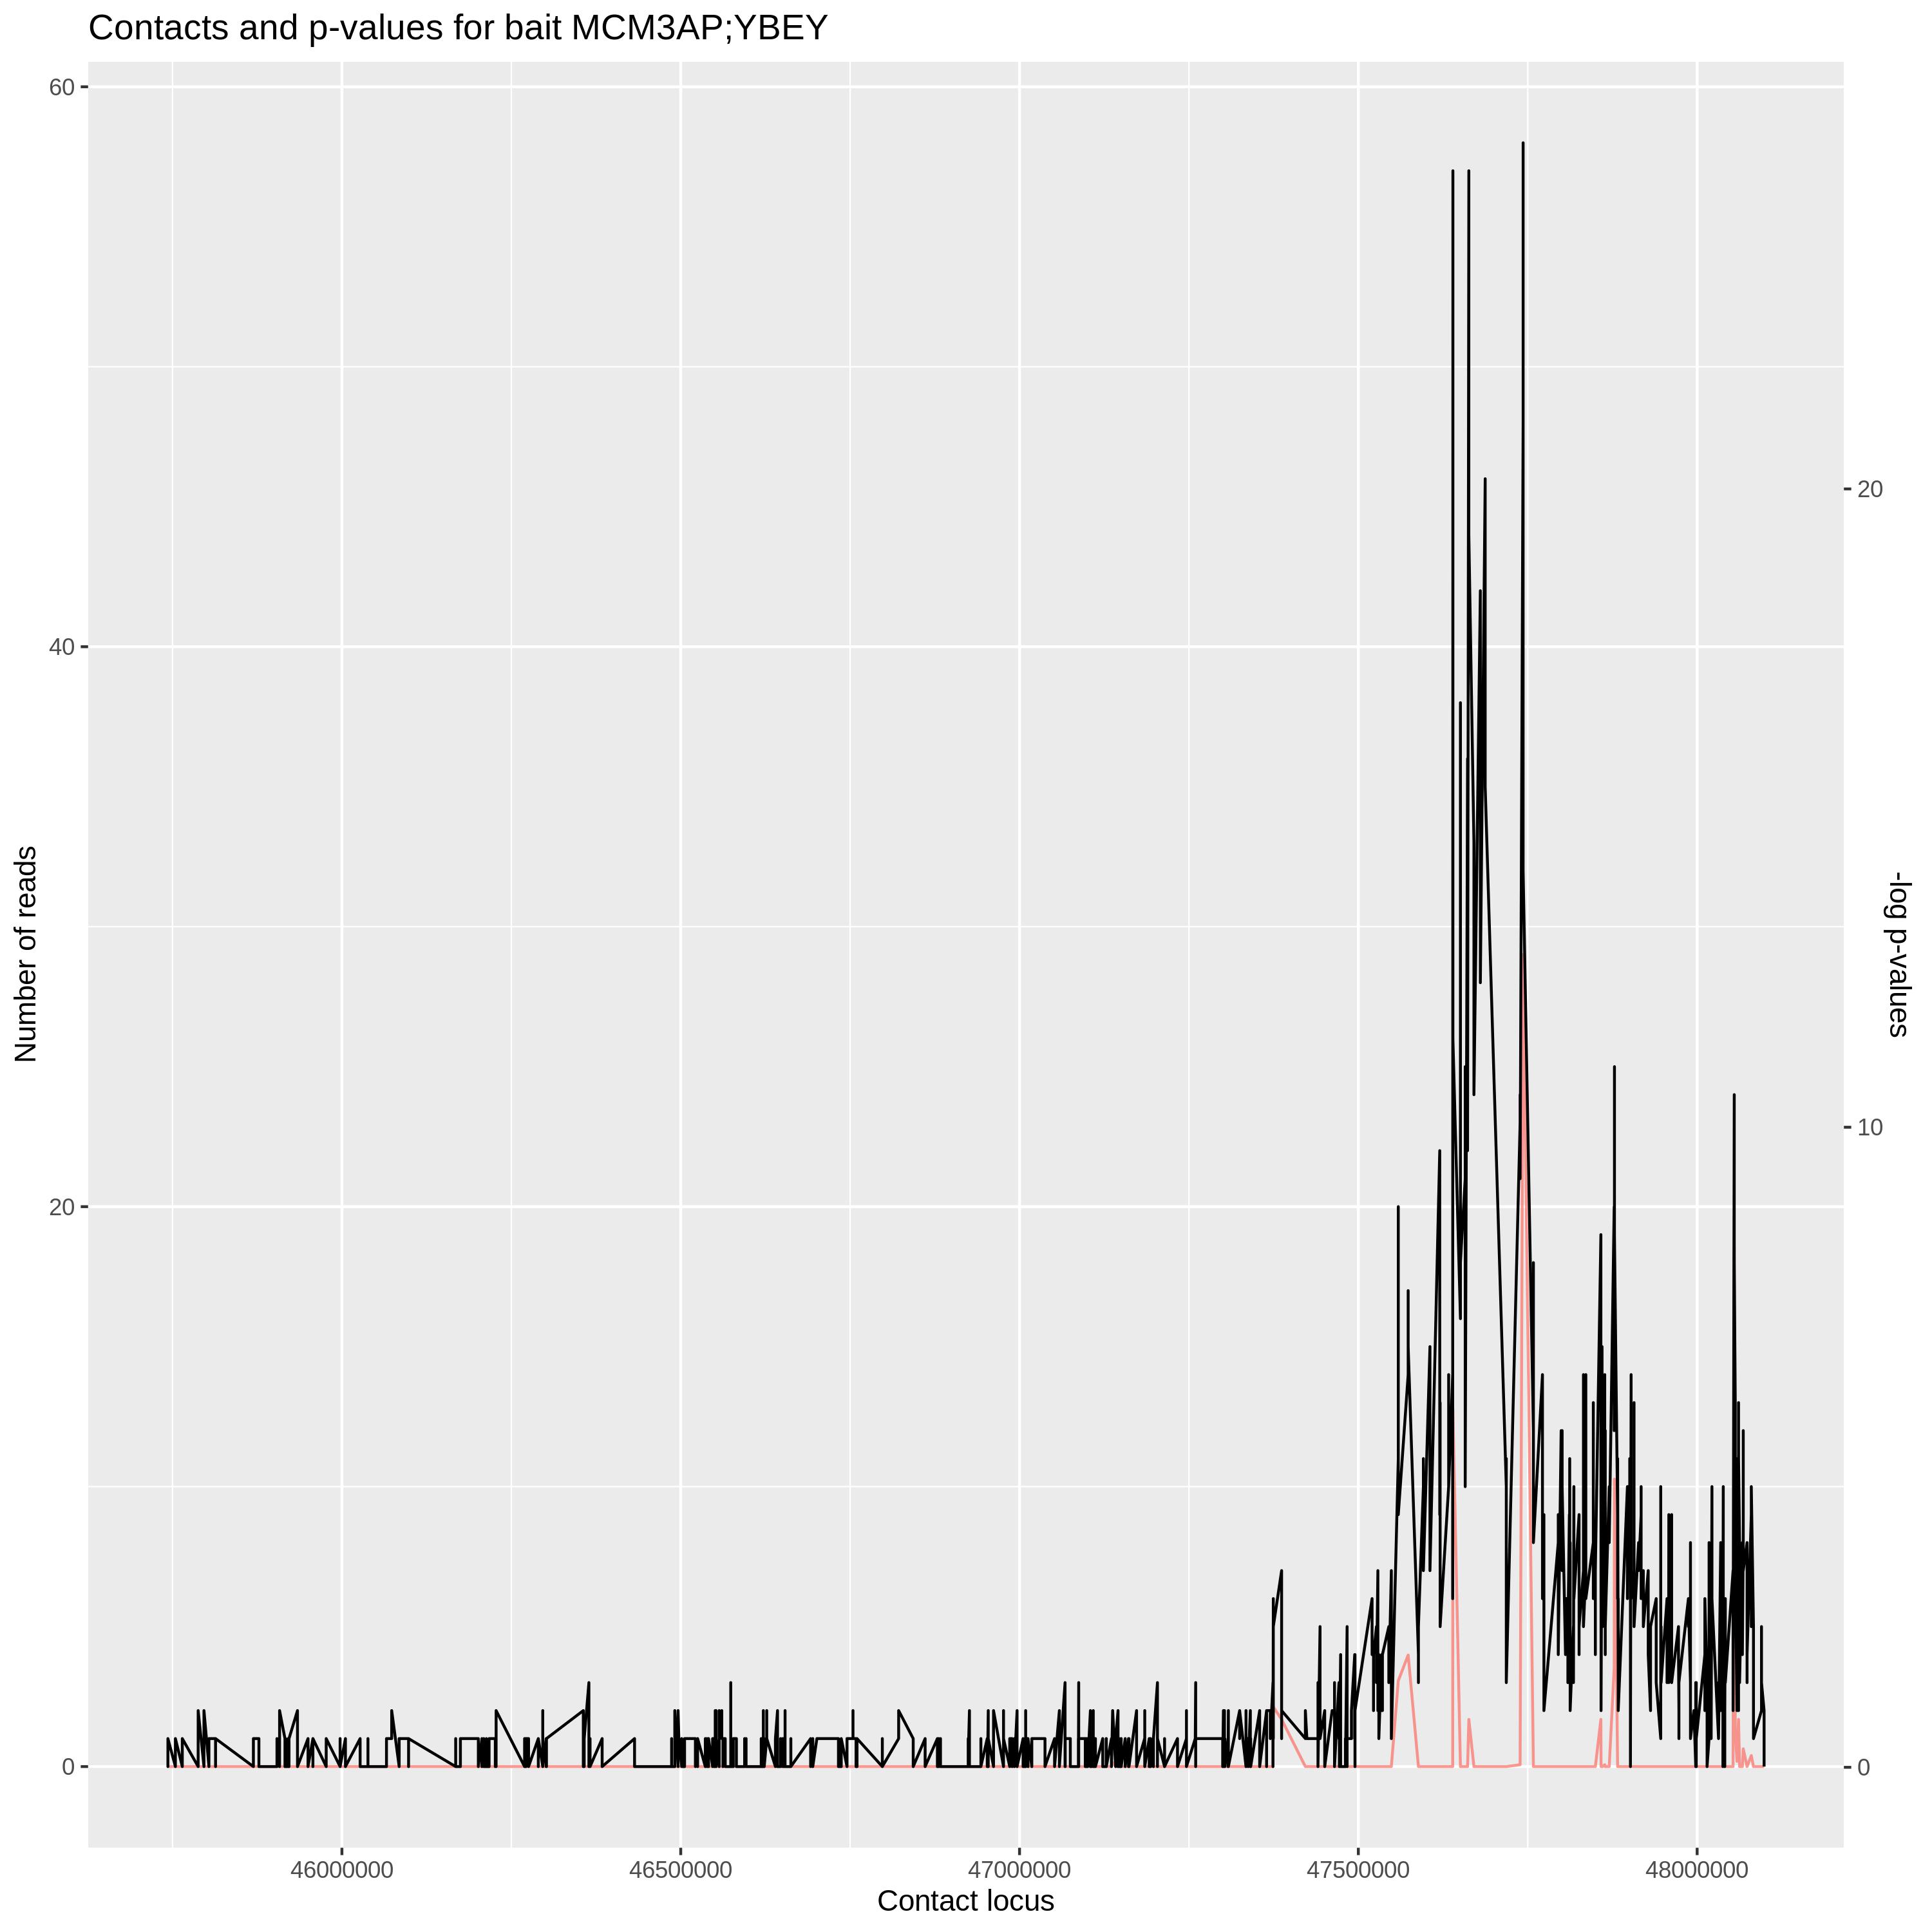 Contacts and p-values for bait MCM3AP;YBEY
60
40
20
0
Number of reads
20
10
0
-log p-values
46000000 46500000 47000000 47500000 48000000
Contact locus